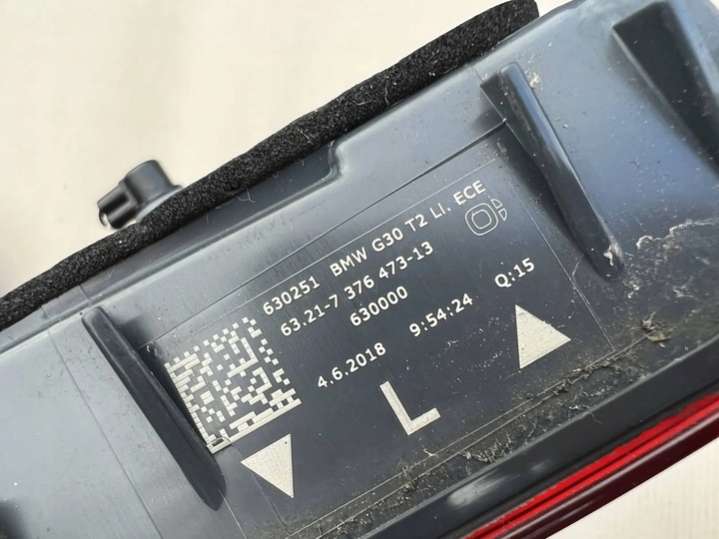 630251 BMW G30 T2 LI. ECE
63.21-7 376 473-13
630000
4.6.2018 9:54:24 Q:15
L